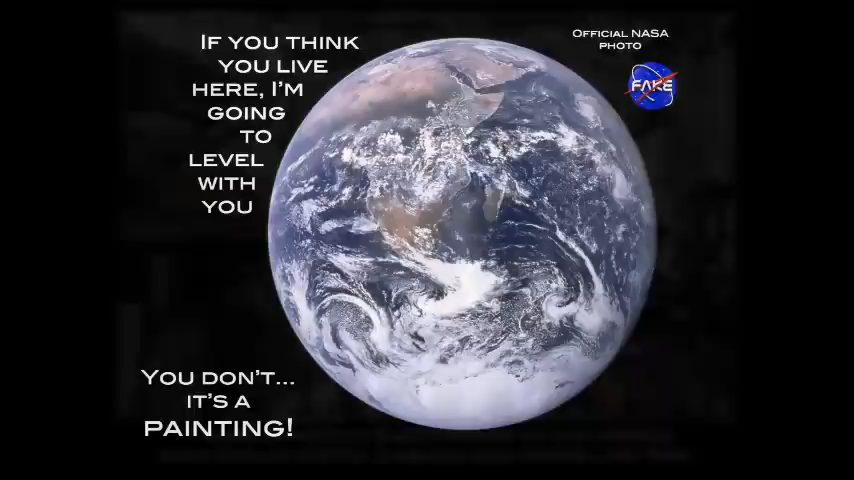 If you think
you live
here, I'm
going
to
level
with
you
Official NASA
photo
FAKE
You don't...
it's a
painting!